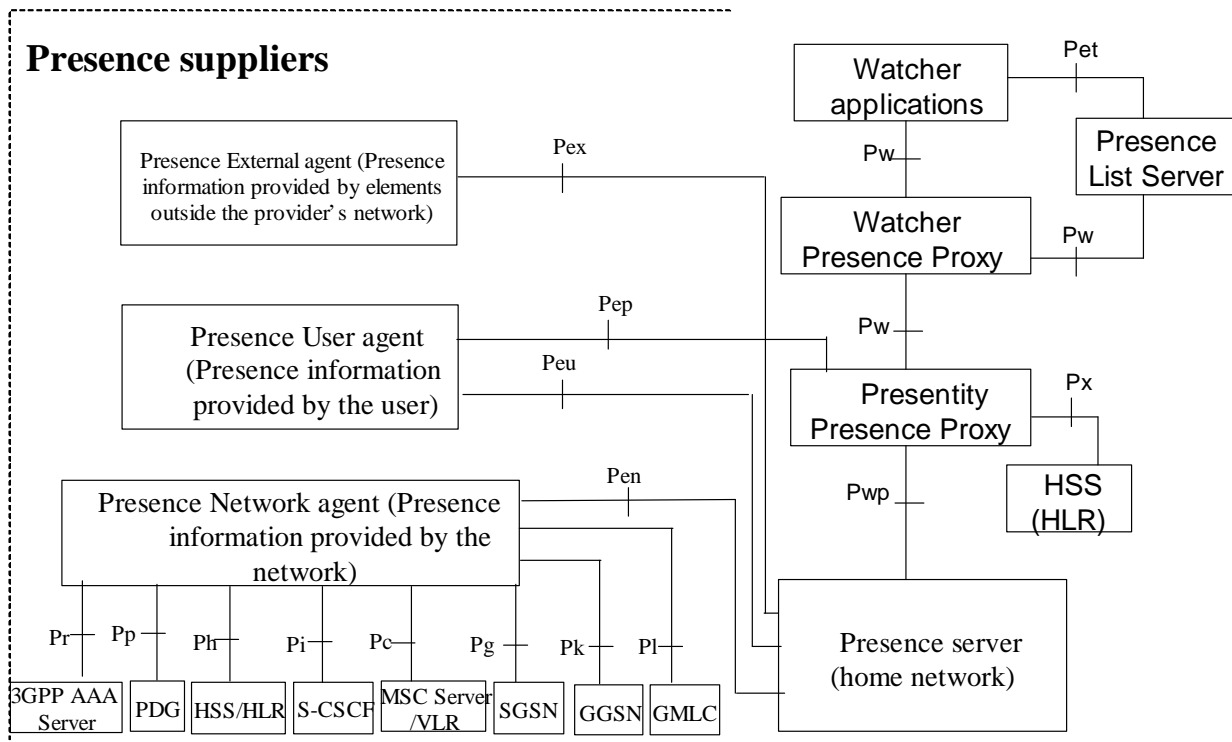 Presence suppliers
Pet
Watcher
applications
Presence
List Server
Pex
Pw
Presence External agent (Presence
information provided by elements
outside the provider's network)
Watcher
Presence Proxy
Pw
Pep
Pw
Presence User agent
(Presence information
provided by the user)
Peu
Presentity
Presence Proxy
Px
HSS
(HLR)
Pen
Pwp
Presence Network agent (Presence
information provided by the
network)
Presence server
(home network)
Pr
Pp
Ph
Pi
Pc
Pg
Pk
Pl
3GPP AAA
Server
PDG
HSS/HLR
S-CSCF
MSC Server
/VLR
SGSN
GGSN
GMLC